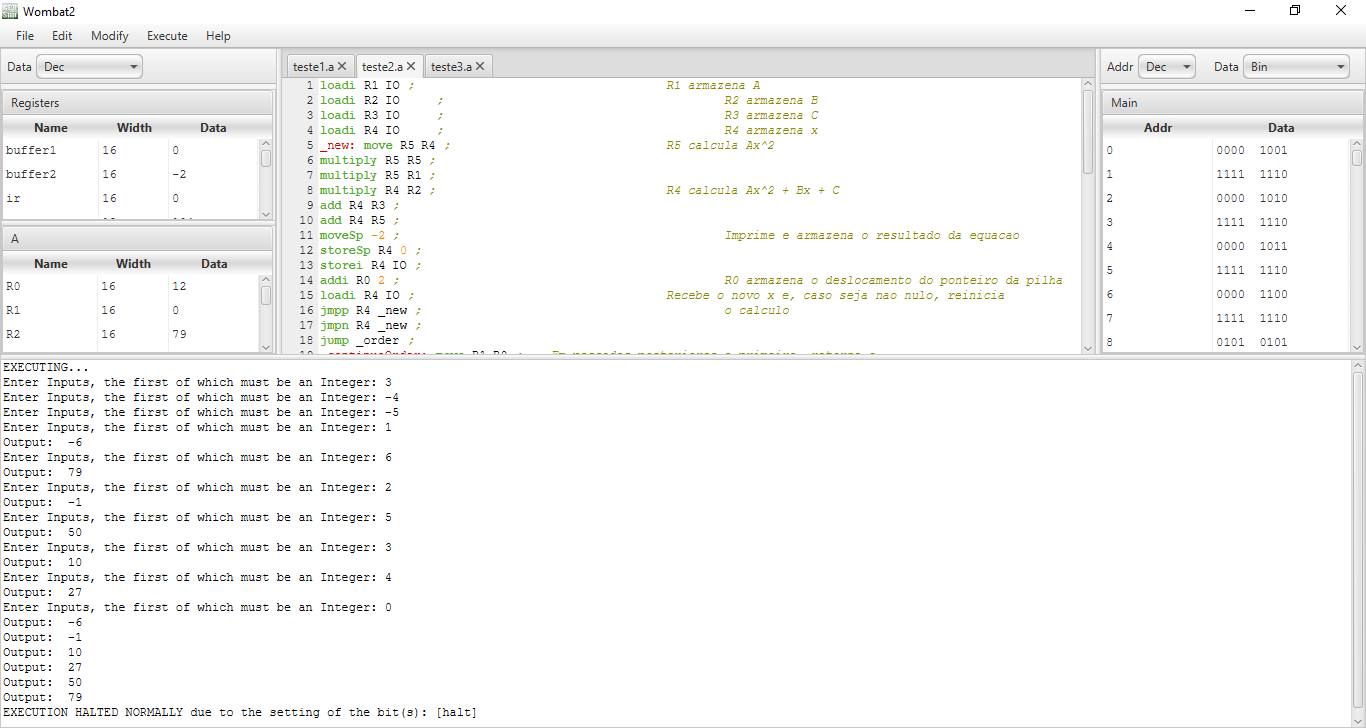 Wombat2
File Edit Modify Execute Help
Data Dec
Registers
Name Width Data
buffer1 16 0
buffer2 16 -2
ir 16 0
A
Name Width Data
R0 16 12
R1 16 0
R2 16 79
teste1.a teste2.a teste3.a
1 loadi R1 IO ; R1 armazena A
2 loadi R2 IO ; R2 armazena B
3 loadi R3 IO ; R3 armazena C
4 loadi R4 IO ; R4 armazena x
5 _new: move R5 R4 ; R5 calcula Ax^2
6 multiply R5 R5 ;
7 multiply R5 R1 ;
8 multiply R4 R2 ; R4 calcula Ax^2 + Bx + C
9 add R4 R3 ;
10 add R4 R5 ;
11 moveSp -2 ; Imprime e armazena o resultado da equacao
12 storeSp R4 0 ;
13 storei R4 IO ;
14 addi R0 2 ; R0 armazena o deslocamento do ponteiro da pilha
15 loadi R4 IO ; Recebe o novo x e, caso seja nao nulo, reinicia
16 jmpp R4 _new ; o calculo
17 jmpn R4 _new ;
18 jump _order ;
Addr Dec Data Bin
Main
Addr Data
0 0000 1001
1 1111 1110
2 0000 1010
3 1111 1110
4 0000 1011
5 1111 1110
6 0000 1100
7 1111 1110
8 0101 0101
EXECUTING...
Enter Inputs, the first of which must be an Integer: 3
Enter Inputs, the first of which must be an Integer: -4
Enter Inputs, the first of which must be an Integer: -5
Enter Inputs, the first of which must be an Integer: 1
Output: -6
Enter Inputs, the first of which must be an Integer: 6
Output: 79
Enter Inputs, the first of which must be an Integer: 2
Output: -1
Enter Inputs, the first of which must be an Integer: 5
Output: 50
Enter Inputs, the first of which must be an Integer: 3
Output: 10
Enter Inputs, the first of which must be an Integer: 4
Output: 27
Enter Inputs, the first of which must be an Integer: 0
Output: -6
Output: -1
Output: 10
Output: 27
Output: 50
Output: 79
EXECUTION HALTED NORMALLY due to the setting of the bit(s): [halt]